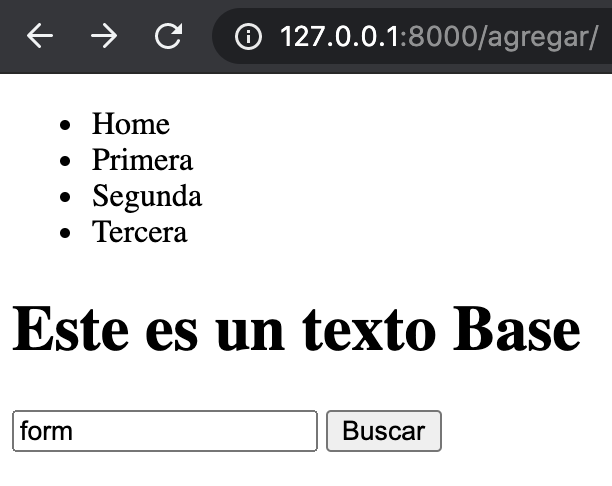 127.0.0.1:8000/agregar/
Home
Primera
Segunda
Tercera
Este es un texto Base
form Buscar